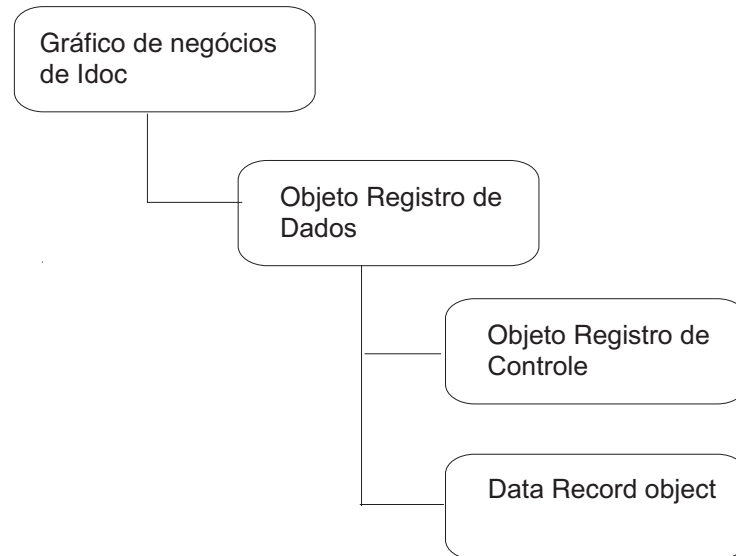 Gráfico de negócios
de Idoc
Objeto Registro de
Dados
Objeto Registro de
Controle
Data Record object